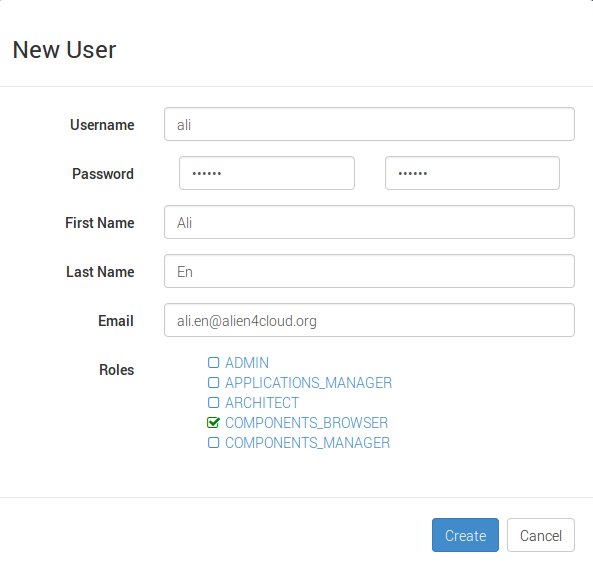 New User
Username ali
Password •••••• ••••••
First Name Ali
Last Name En
Email ali.en@alien4cloud.org
Roles ADMIN
APPLICATIONS_MANAGER
ARCHITECT
COMPONENTS_BROWSER
COMPONENTS_MANAGER
Create Cancel